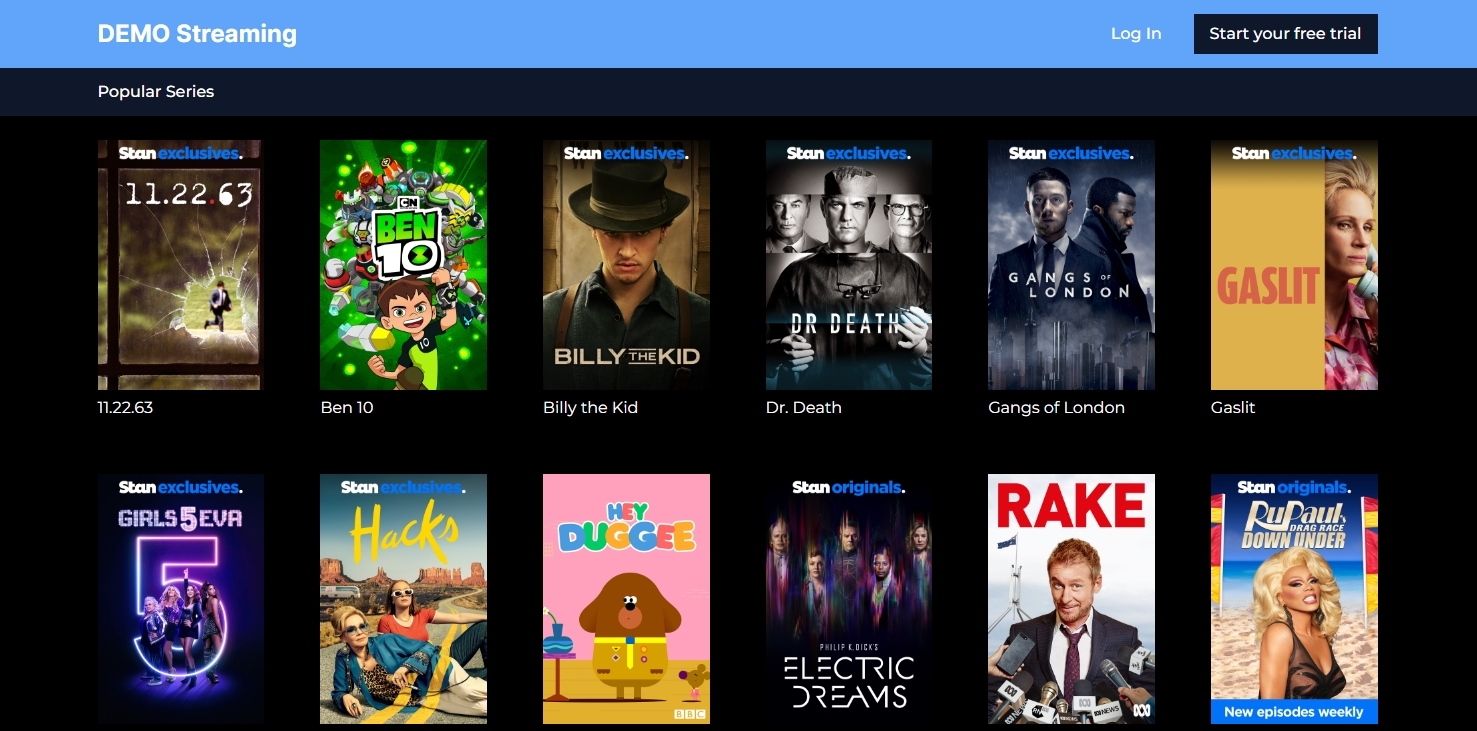 DEMO Streaming
Log In
Start your free trial
Popular Series
Stan exclusives.
11.22.63
11.22.63
CN
BEN
10
10
Ben 10
Stan exclusives.
BILLY THE KID
Billy the Kid
Stan exclusives.
DR DEATH
Dr. Death
Stan exclusives.
GANGS OF
LONDON
Gangs of London
Stan exclusives.
GASLIT
Gaslit
Stan exclusives.
GIRLS5EVA
5
Stan exclusives.
Hacks
HEY
DUGGEE
BBC
Stan originals.
PHILIP K.DICK'S
ELECTRIC
DREAMS
RAKE
ABC
NEWS
ABC NEWS
Stan originals.
RuPaul's
DRAG RACE
DOWN UNDER
New episodes weekly